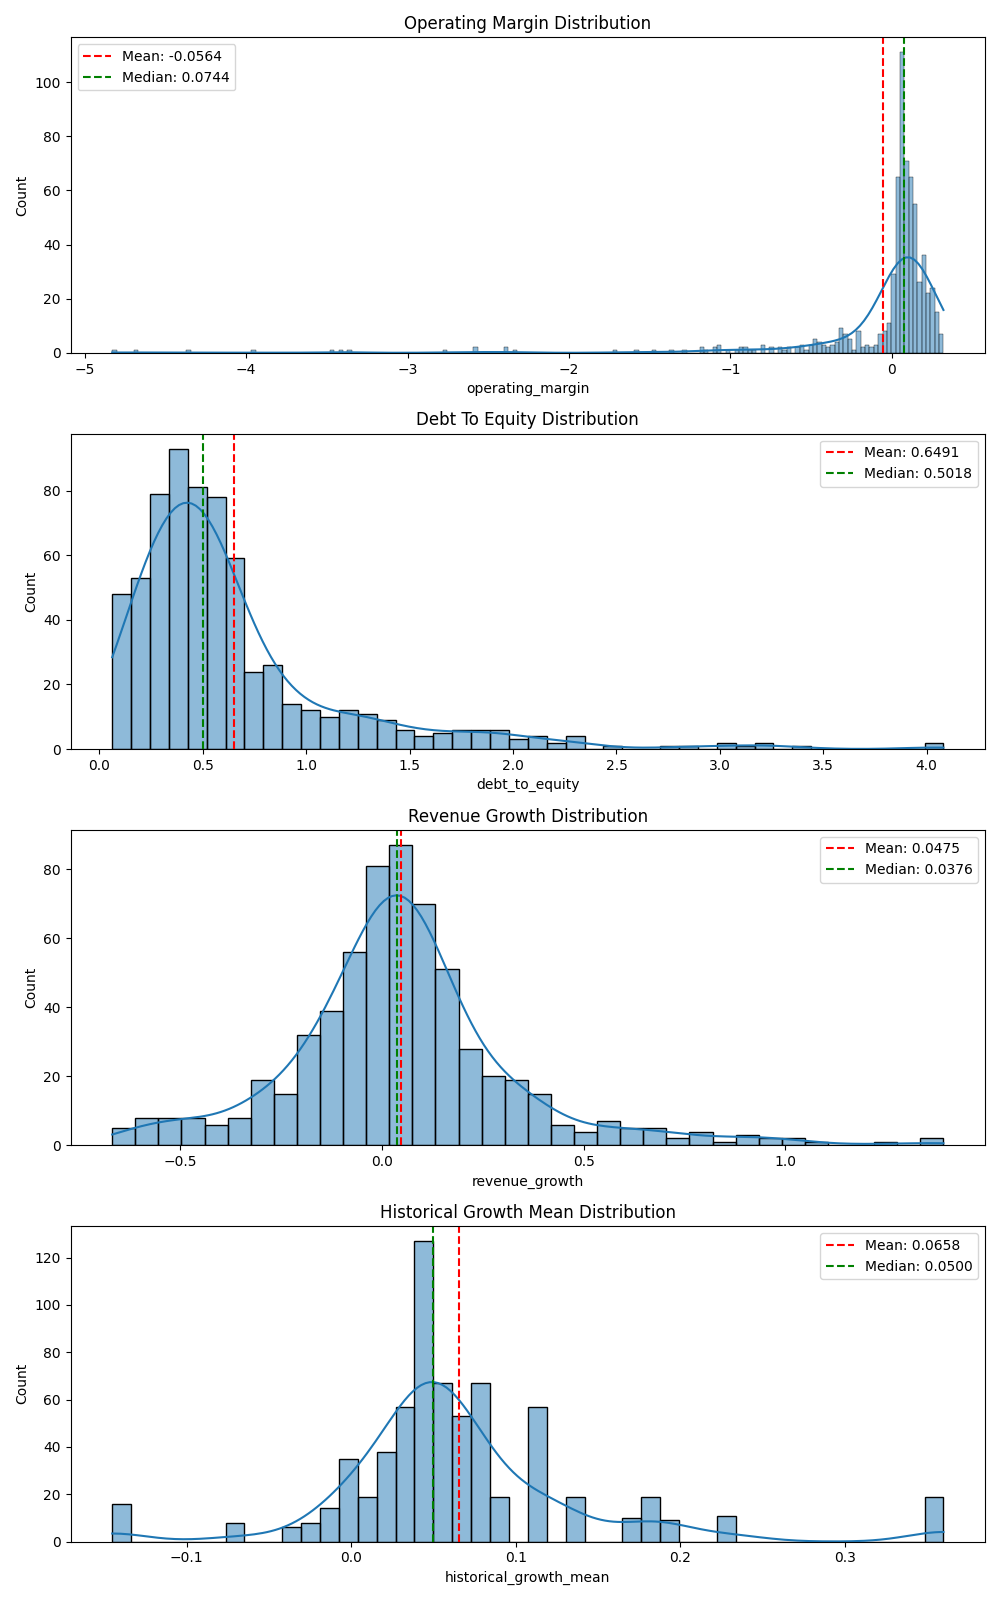 Operating Margin Distribution
Mean: -0.0564
Median: 0.0744
Count
100
80
60
40
20
0
−5 −4 −3 −2 −1 0
operating_margin
Debt To Equity Distribution
Mean: 0.6491
Median: 0.5018
Count
80
60
40
20
0
0.0 0.5 1.0 1.5 2.0 2.5 3.0 3.5 4.0
debt_to_equity
Revenue Growth Distribution
Mean: 0.0475
Median: 0.0376
Count
80
60
40
20
0
−0.5 0.0 0.5 1.0
revenue_growth
Historical Growth Mean Distribution
Mean: 0.0658
Median: 0.0500
Count
120
100
80
60
40
20
0
−0.1 0.0 0.1 0.2 0.3
historical_growth_mean